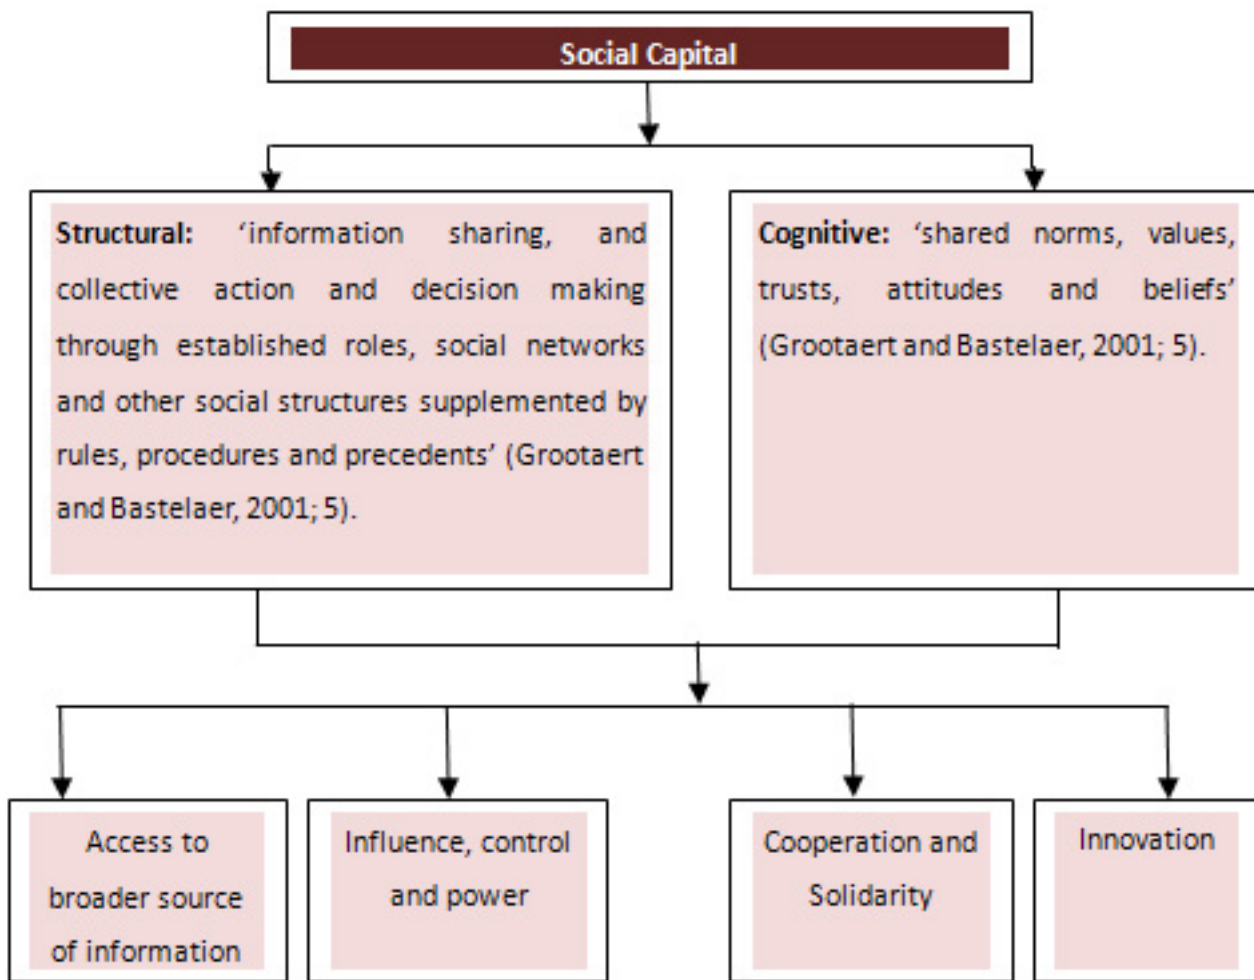 Social Capital
Structural: ‘information sharing, and
collective action and decision making
through established roles, social networks
and other social structures supplemented by
rules, procedures and precedents’ (Grootaert
and Bastelaer, 2001; 5).
Cognitive: ‘shared norms, values,
trusts, attitudes and beliefs’
(Grootaert and Bastelaer, 2001; 5).
Access to
broader source
of information
Influence, control
and power
Cooperation and
Solidarity
Innovation